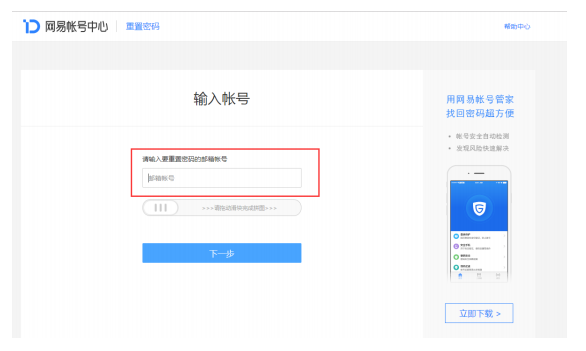 网易帐号中心
重置密码
帮助中心
输入帐号
请输入要重置密码的邮箱帐号
邮箱帐号
>>>请拖动滑块完成拼图>>>
下一步
用网易帐号管家
找回密码超方便
• 帐号安全自动检测
• 发现风险快速解决
立即下载 >